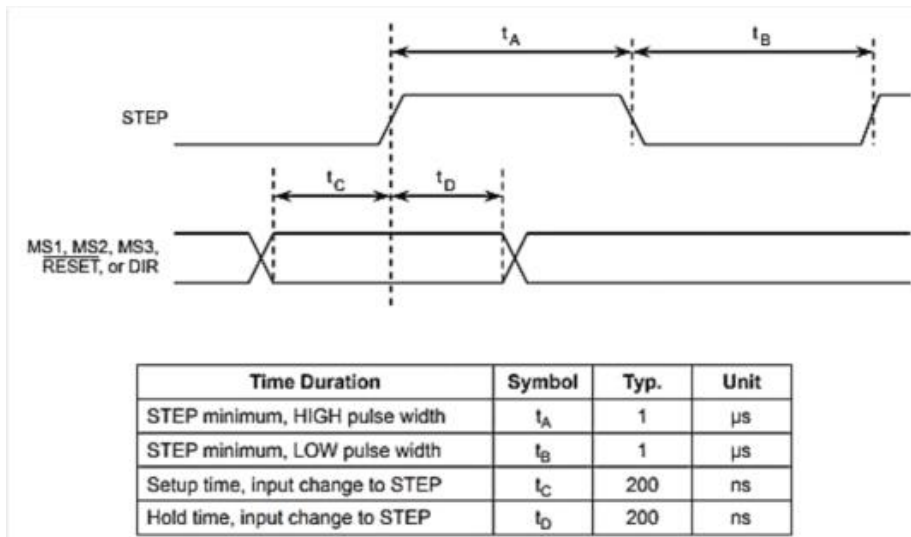 tA
tB
STEP
tC
tD
MS1, MS2, MS3,
RESET, or DIR
Time Duration Symbol Typ. Unit
STEP minimum, HIGH pulse width tA 1 µs
STEP minimum, LOW pulse width tB 1 µs
Setup time, input change to STEP tC 200 ns
Hold time, input change to STEP tD 200 ns